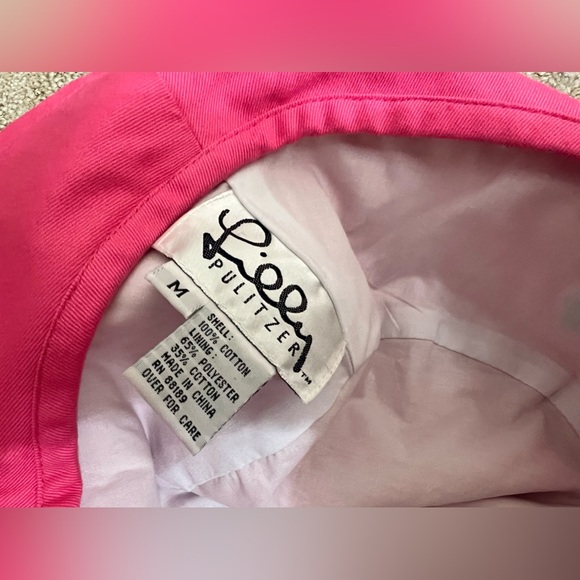 Lilly
PULITZER
TM
M
SHELL:
100% COTTON
LINING:
65% POLYESTER
35% COTTON
MADE IN CHINA
RN 88189
OVER FOR CARE